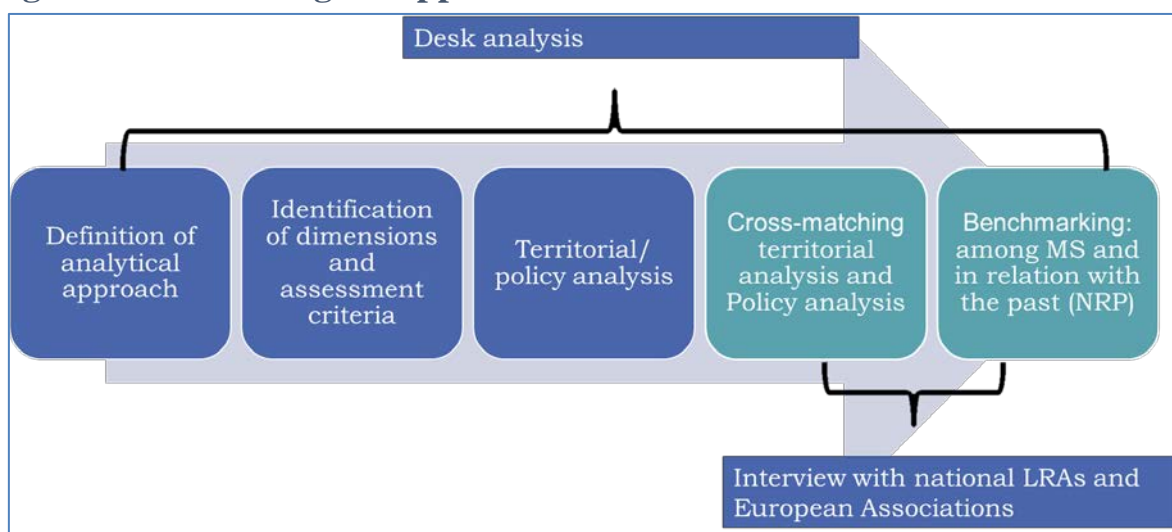 Desk analysis
Definition of
analytical
approach
Identification
of dimensions
and
assessment
criteria
Territorial/
policy analysis
Cross-matching
territorial
analysis and
Policy analysis
Benchmarking:
among MS and
in relation with
the past (NRP)
Interview with national LRAs and
European Associations